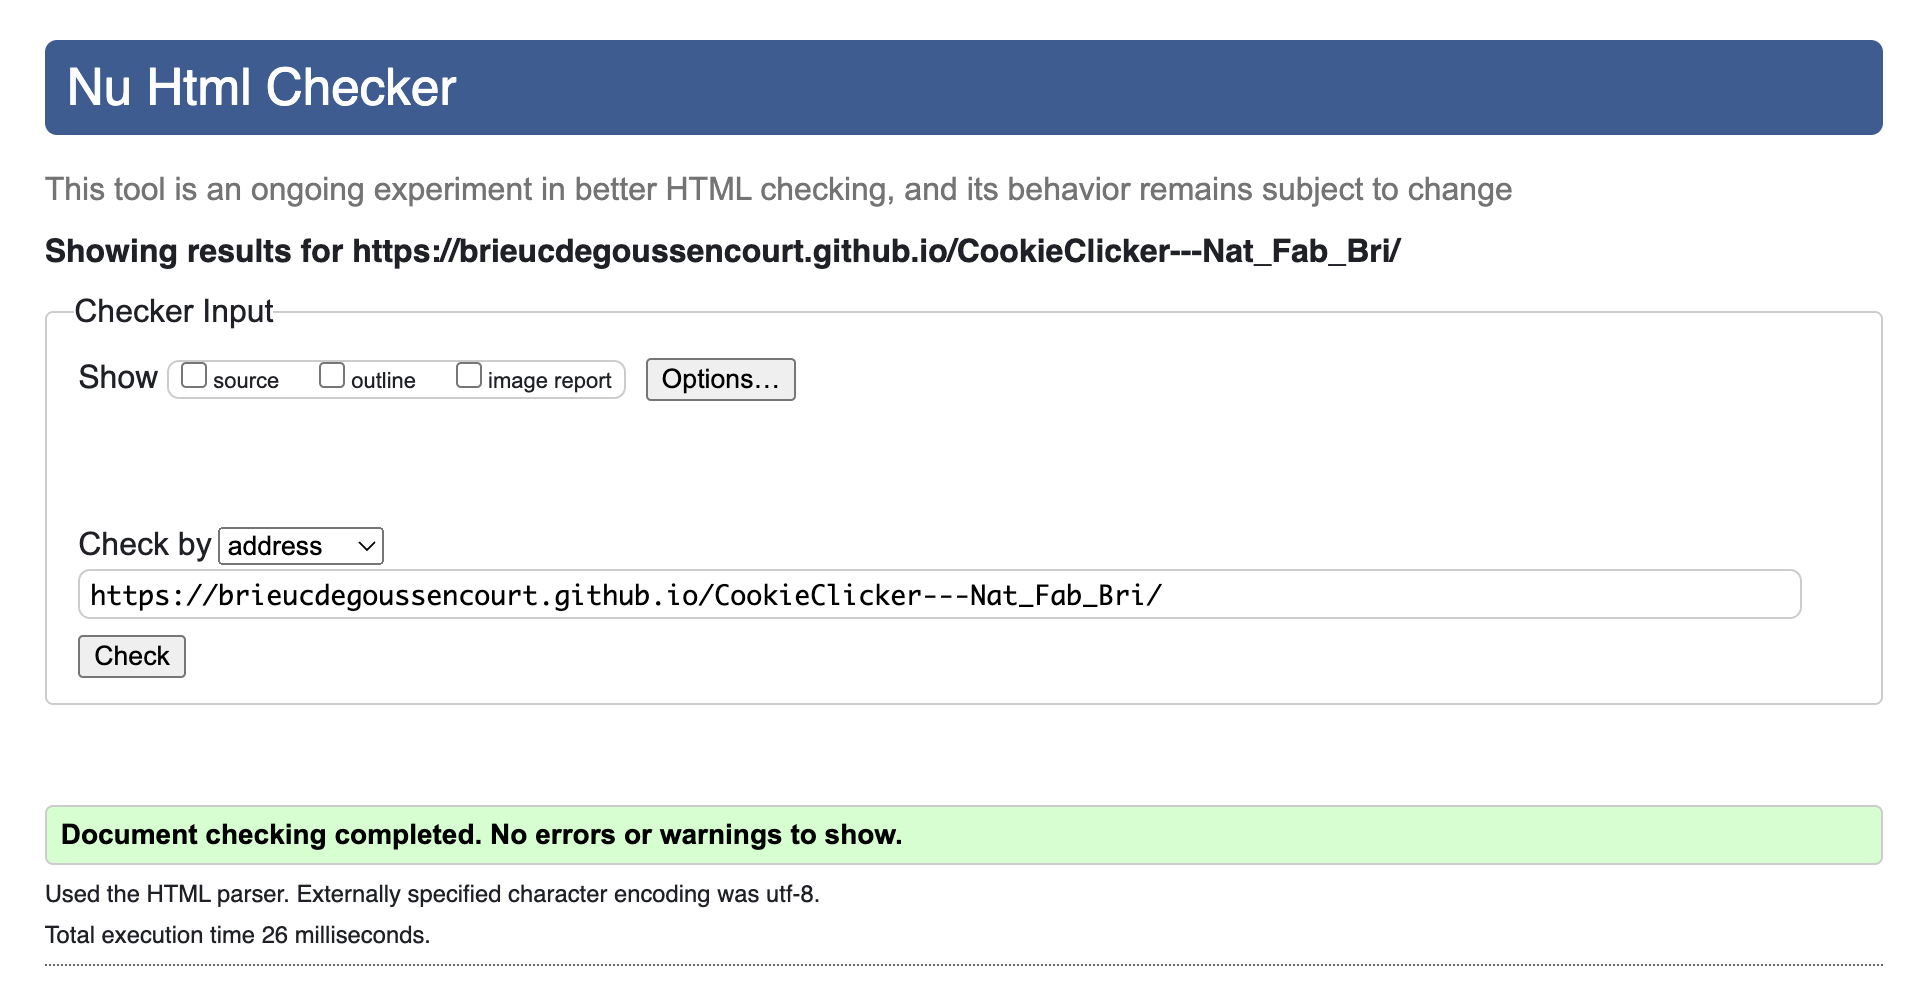 Nu Html Checker
This tool is an ongoing experiment in better HTML checking, and its behavior remains subject to change
Showing results for https://brieucdegoussencourt.github.io/CookieClicker---Nat_Fab_Bri/
Checker Input
Show source outline image report Options…
Check by address
https://brieucdegoussencourt.github.io/CookieClicker---Nat_Fab_Bri/
Check
Document checking completed. No errors or warnings to show.
Used the HTML parser. Externally specified character encoding was utf-8.
Total execution time 26 milliseconds.